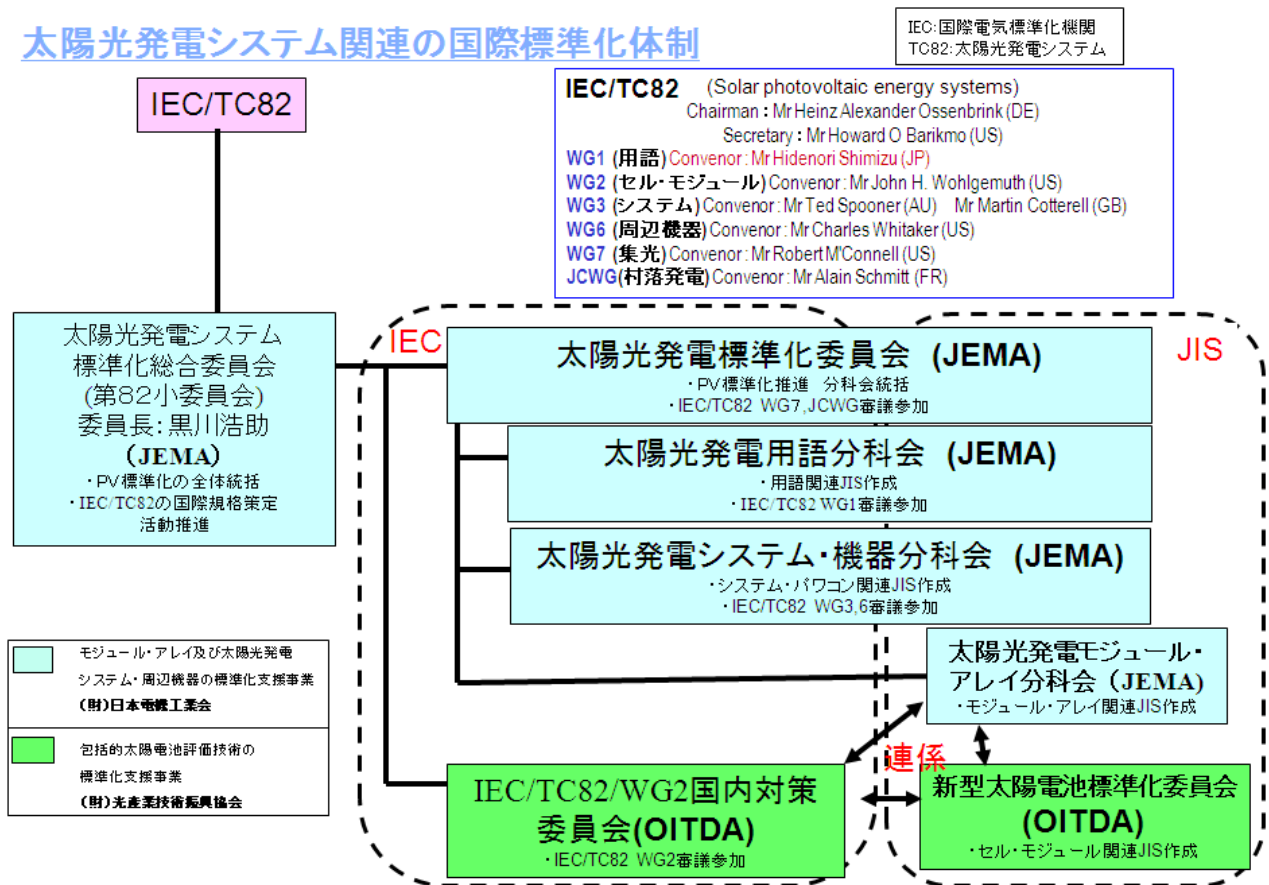 太陽光発電システム関連の国際標準化体制
IEC:国際電気標準化機関
TC82:太陽光発電システム
IEC/TC82
IEC/TC82 (Solar photovoltaic energy systems)
Chairman：Mr Heinz Alexander Ossenbrink (DE)
Secretary：Mr Howard O Barikmo (US)
WG1 (用語) Convenor : Mr Hidenori Shimizu (JP)
WG2 (セル・モジュール) Convenor : Mr John H. Wohlgemuth (US)
WG3 (システム) Convenor : Mr Ted Spooner (AU) Mr Martin Cotterell (GB)
WG6 (周辺機器) Convenor : Mr Charles Whitaker (US)
WG7 (集光) Convenor : Mr Robert M'Connell (US)
JCWG(村落発電) Convenor : Mr Alain Schmitt (FR)
太陽光発電システム
標準化総合委員会
(第82小委員会)
委員長：黒川浩助
(JEMA)
・PV標準化の全体統括
・IEC/TC82の国際規格策定
活動推進
IEC
JIS
太陽光発電標準化委員会 (JEMA)
・PV標準化推進 分科会統括
・IEC/TC82 WG7,JCWG審議参加
太陽光発電用語分科会 (JEMA)
・用語関連JIS作成
・IEC/TC82 WG1審議参加
太陽光発電システム・機器分科会 (JEMA)
・システム・パワコン関連JIS作成
・IEC/TC82 WG3,6審議参加
太陽光発電モジュール・
アレイ分科会（JEMA)
・モジュール・アレイ関連JIS作成
連係
IEC/TC82/WG2国内対策
委員会(OITDA)
・IEC/TC82 WG2審議参加
新型太陽電池標準化委員会
(OITDA)
・セル・モジュール関連JIS作成
モジュール・アレイ及び太陽光発電
システム・周辺機器の標準化支援事業
(財)日本電機工業会
包括的太陽電池評価技術の
標準化支援事業
(財)光産業技術振興協会